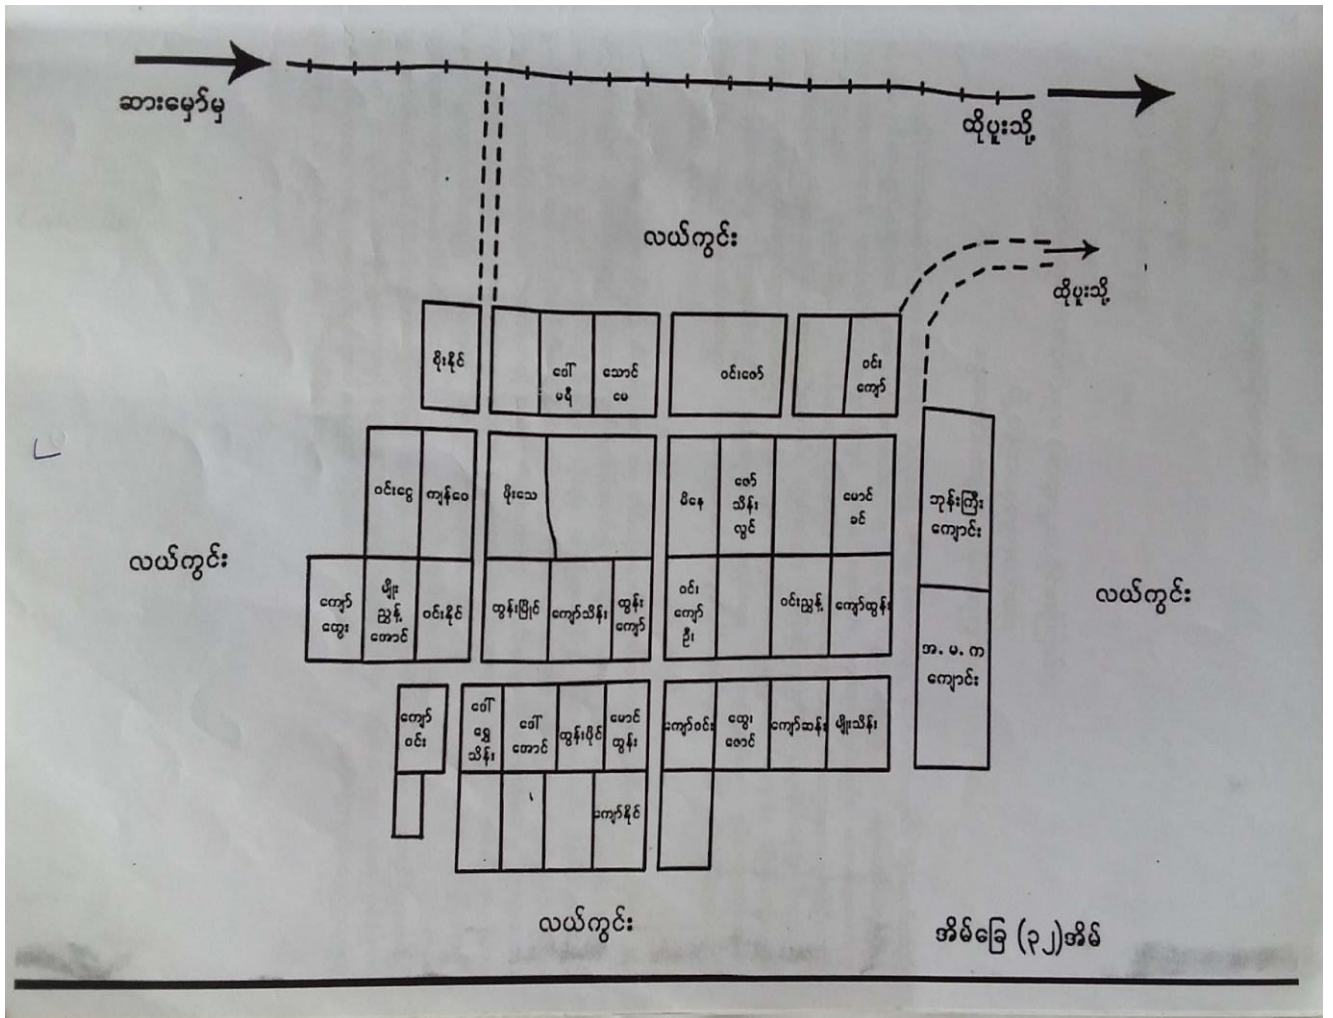 ဆားမှော်မှ
ထိုပူးသို့
လယ်ကွင်း
ထိုပူးသို့
စိုးနိုင်
ဒေါ်
မရီ
သောင်
မေ
ဝင်းဇော်
ဝင်း
ကျော်
ဝင်းငွေ
ကျန်ဝေ
မိုးသေ
မိနေ
ဇော်
သိန်း
လွင်
မောင်
ခင်
ဘုန်းကြီး
ကျောင်း
လယ်ကွင်း
လယ်ကွင်း
ကျော်
ထွေး
မျိုး
ညွန့်
အောင်
ဝင်းနိုင်
ထွန်းမြိုင်
ကျော်သိန်း
ထွန်း
ကျော်
ဝင်း
ကျော်
ဦး
ဝင်းညွန့်
ကျော်ထွန်း
အ.မ.က
ကျောင်း
ကျော်
ဝင်း
ဒေါ်
ရွှေ
သိန်း
ဒေါ်
အောင်
ထွန်းပိုင်
မောင်
ထွန်း
ကျော်ဝင်း
ထွေး
ဇောင်
ကျော်ဆန်း
မျိုးသိန်း
ကျော်နိုင်
လယ်ကွင်း
အိမ်ခြေ (၃၂)အိမ်